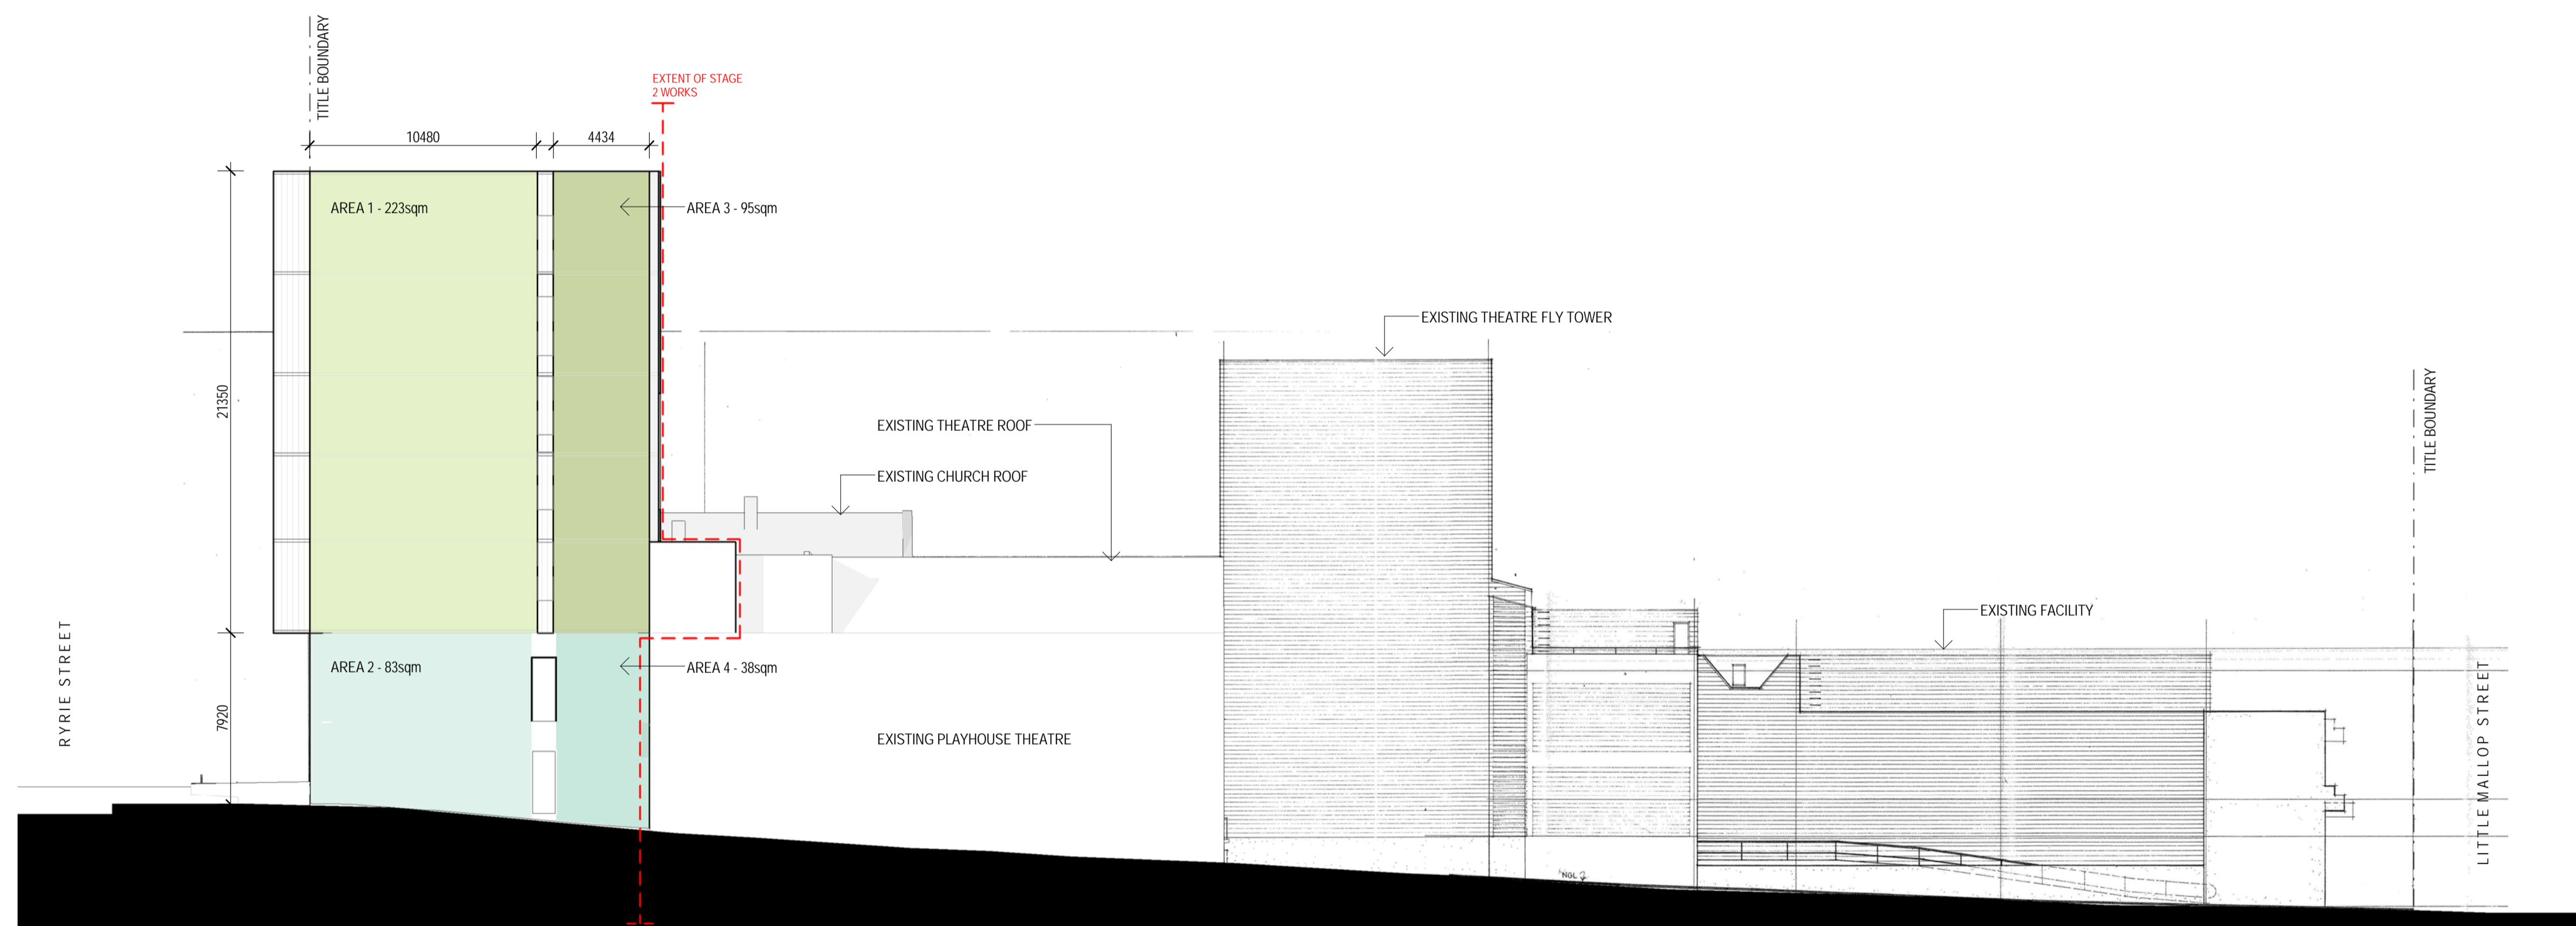 TITLE BOUNDARY
EXTENT OF STAGE
2 WORKS
10480
4434
AREA 1 - 223sqm
AREA 3 - 95sqm
EXISTING THEATRE FLY TOWER
21350
EXISTING THEATRE ROOF
TITLE BOUNDARY
EXISTING CHURCH ROOF
EXISTING FACILITY
RYRIE STREET
AREA 2 - 83sqm
AREA 4 - 38sqm
7920
EXISTING PLAYHOUSE THEATRE
LITTLE MALLOP STREET
NGL